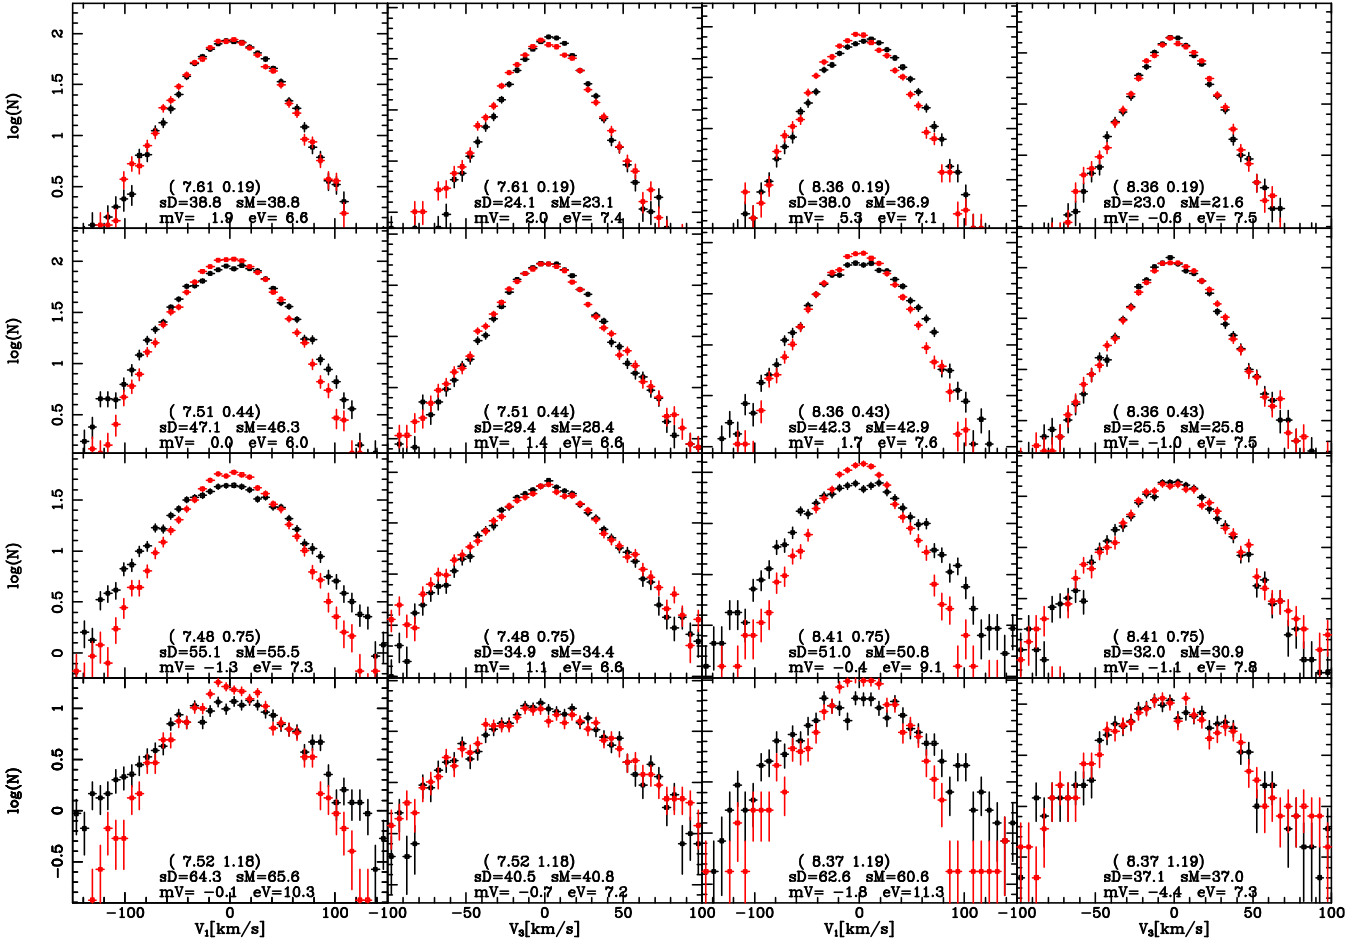 2
1.5
1
0.5
log(N)
( 7.61 0.19)
sD=38.8 sM=38.8
mV= 1.9 eV= 6.6
( 7.61 0.19)
sD=24.1 sM=23.1
mV= 2.0 eV= 7.4
( 8.36 0.19)
sD=38.0 sM=36.9
mV= 5.3 eV= 7.1
( 8.36 0.19)
sD=23.0 sM=21.6
mV= −0.6 eV= 7.5
2
1.5
1
0.5
log(N)
( 7.51 0.44)
sD=47.1 sM=46.3
mV= 0.0 eV= 6.0
( 7.51 0.44)
sD=29.4 sM=28.4
mV= 1.4 eV= 6.6
( 8.36 0.43)
sD=42.3 sM=42.9
mV= 1.7 eV= 7.6
( 8.36 0.43)
sD=25.5 sM=25.8
mV= −1.0 eV= 7.5
1.5
1
0.5
0
log(N)
( 7.48 0.75)
sD=55.1 sM=55.5
mV= −1.3 eV= 7.3
( 7.48 0.75)
sD=34.9 sM=34.4
mV= 1.1 eV= 6.6
( 8.41 0.75)
sD=51.0 sM=50.8
mV= −0.4 eV= 9.1
( 8.41 0.75)
sD=32.0 sM=30.9
mV= −1.1 eV= 7.8
1
0.5
0
−0.5
log(N)
( 7.52 1.18)
sD=64.3 sM=65.6
mV= −0.1 eV=10.3
( 7.52 1.18)
sD=40.5 sM=40.8
mV= −0.7 eV= 7.2
( 8.37 1.19)
sD=62.6 sM=60.6
mV= −1.8 eV=11.3
( 8.37 1.19)
sD=37.1 sM=37.0
mV= −4.4 eV= 7.3
−100 0 100 −100 −50 0 50 100 −100 0 100 −100 −50 0 50 100
V1[km/s] V3[km/s] V1[km/s] V3[km/s]